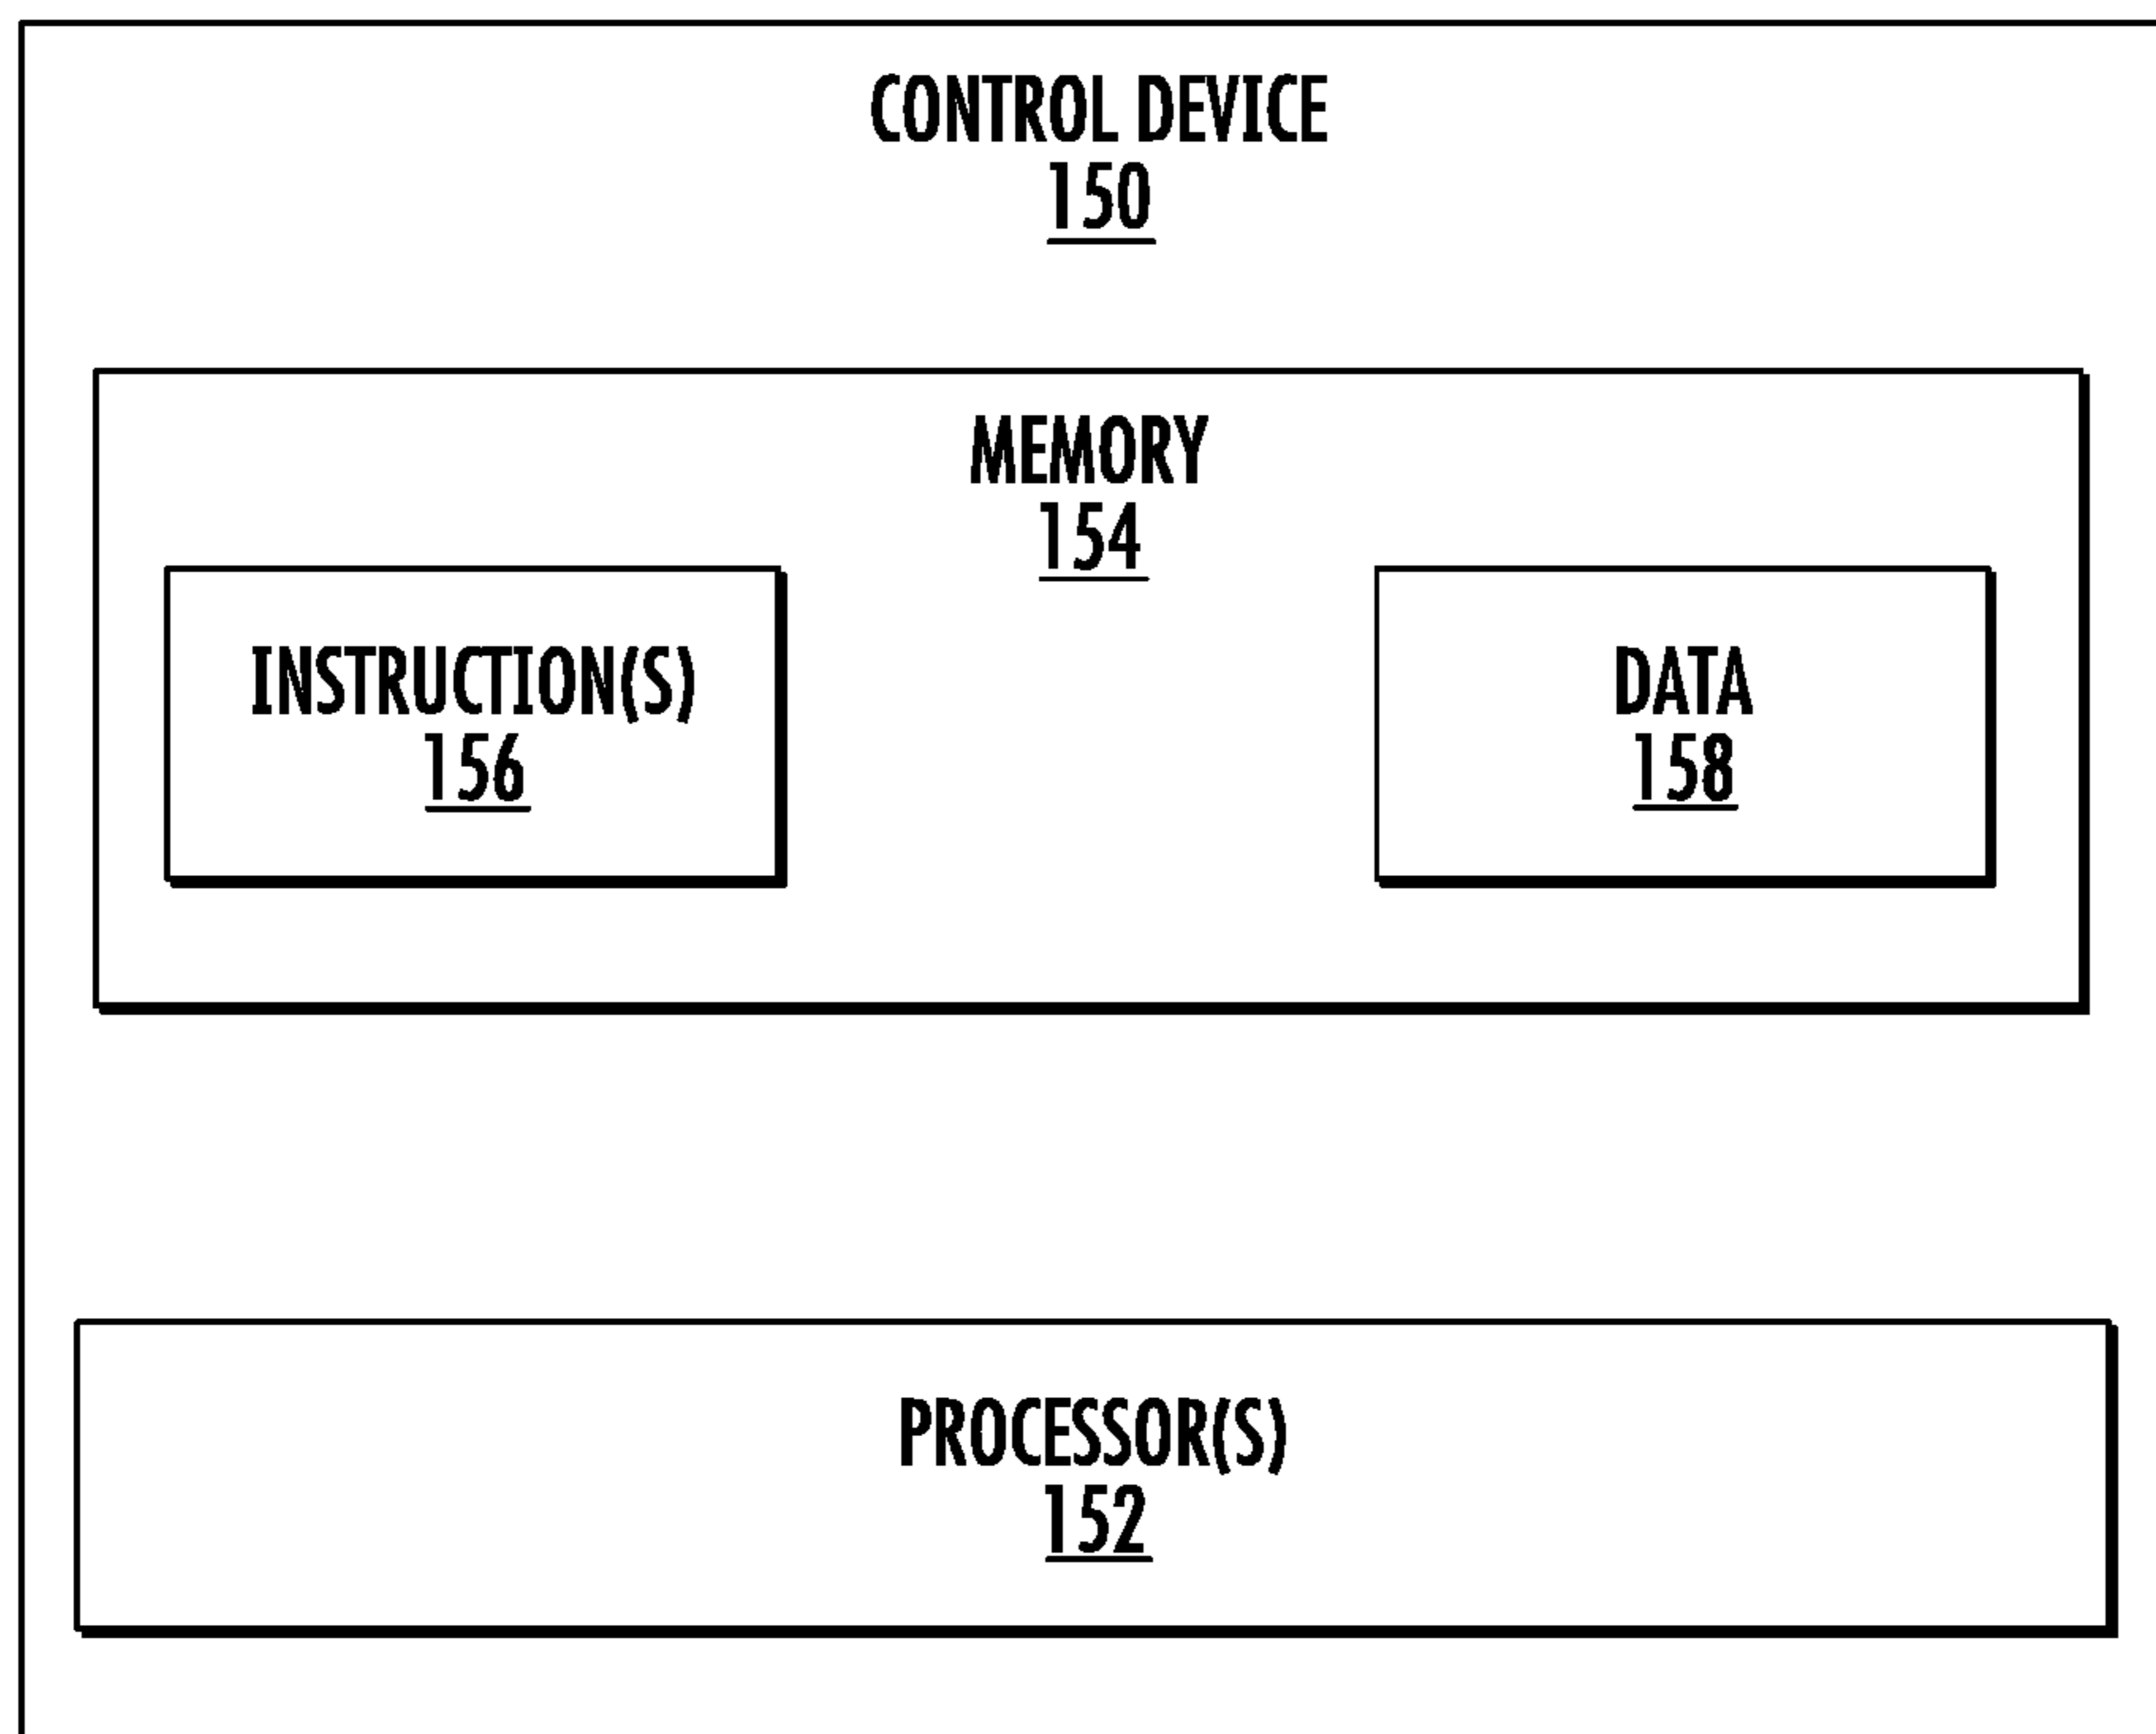 CONTROL DEVICE
150
MEMORY
154
INSTRUCTION(S)
156
DATA
158
PROCESSOR(S)
152